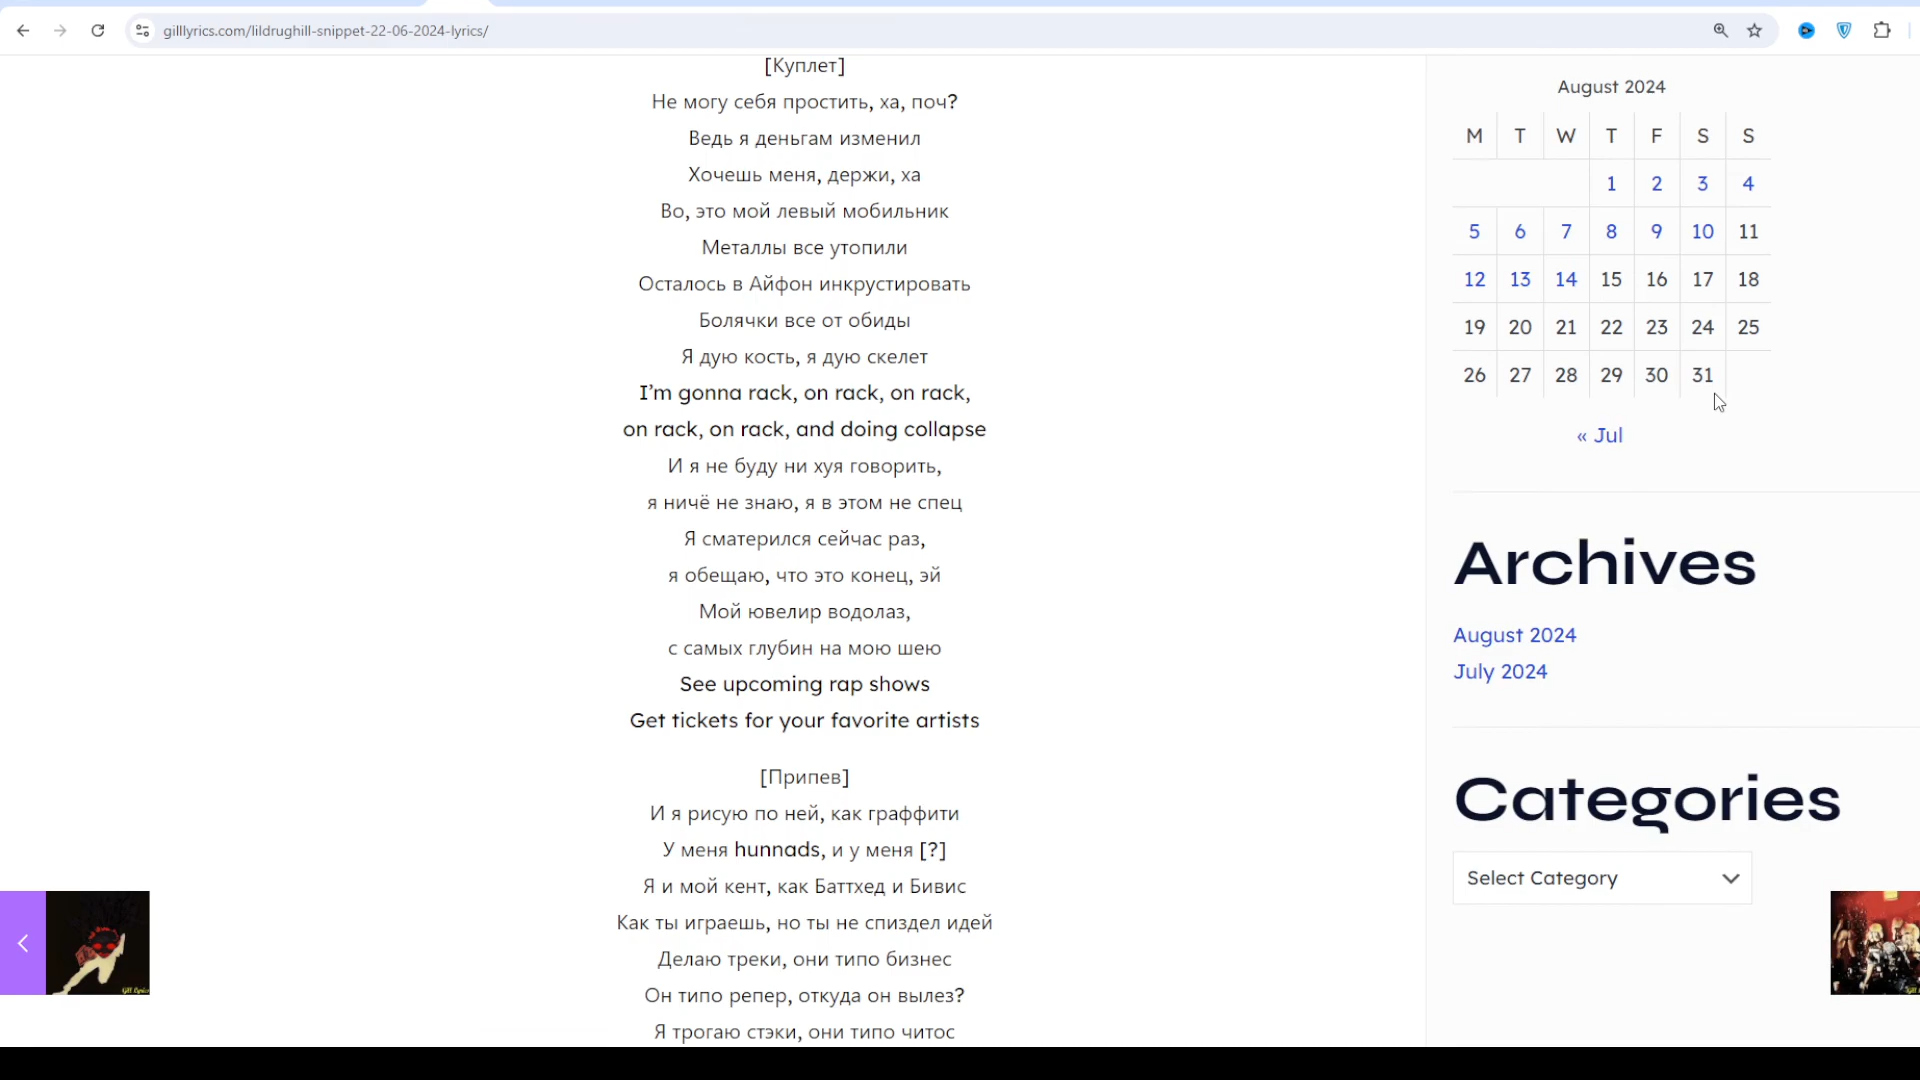 gilllyrics.com/lildrughill-snippet-22-06-2024-lyrics/
[Куплет]
Не могу себя простить, ха, поч?
Ведь я деньгам изменил
Хочешь меня, держи, ха
Во, это мой левый мобильник
Металлы все утопили
Осталось в Айфон инкрустировать
Болячки все от обиды
Я дую кость, я дую скелет
I’m gonna rack, on rack, on rack,
on rack, on rack, and doing collapse
И я не буду ни хуя говорить,
я ничё не знаю, я в этом не спец
Я сматерился сейчас раз,
я обещаю, что это конец, эй
Мой ювелир водолаз,
с самых глубин на мою шею
See upcoming rap shows
Get tickets for your favorite artists
[Припев]
И я рисую по ней, как граффити
У меня hunnads, и у меня [?]
Я и мой кент, как Баттхед и Бивис
Как ты играешь, но ты не спиздел идей
Делаю треки, они типо бизнес
Он типо репер, откуда он вылез?
Я трогаю стэки, они типо читос
August 2024
M T W T F S S
1 2 3 4
5 6 7 8 9 10 11
12 13 14 15 16 17 18
19 20 21 22 23 24 25
26 27 28 29 30 31
« Jul
Archives
August 2024
July 2024
Categories
Select Category
Gill Lyrics